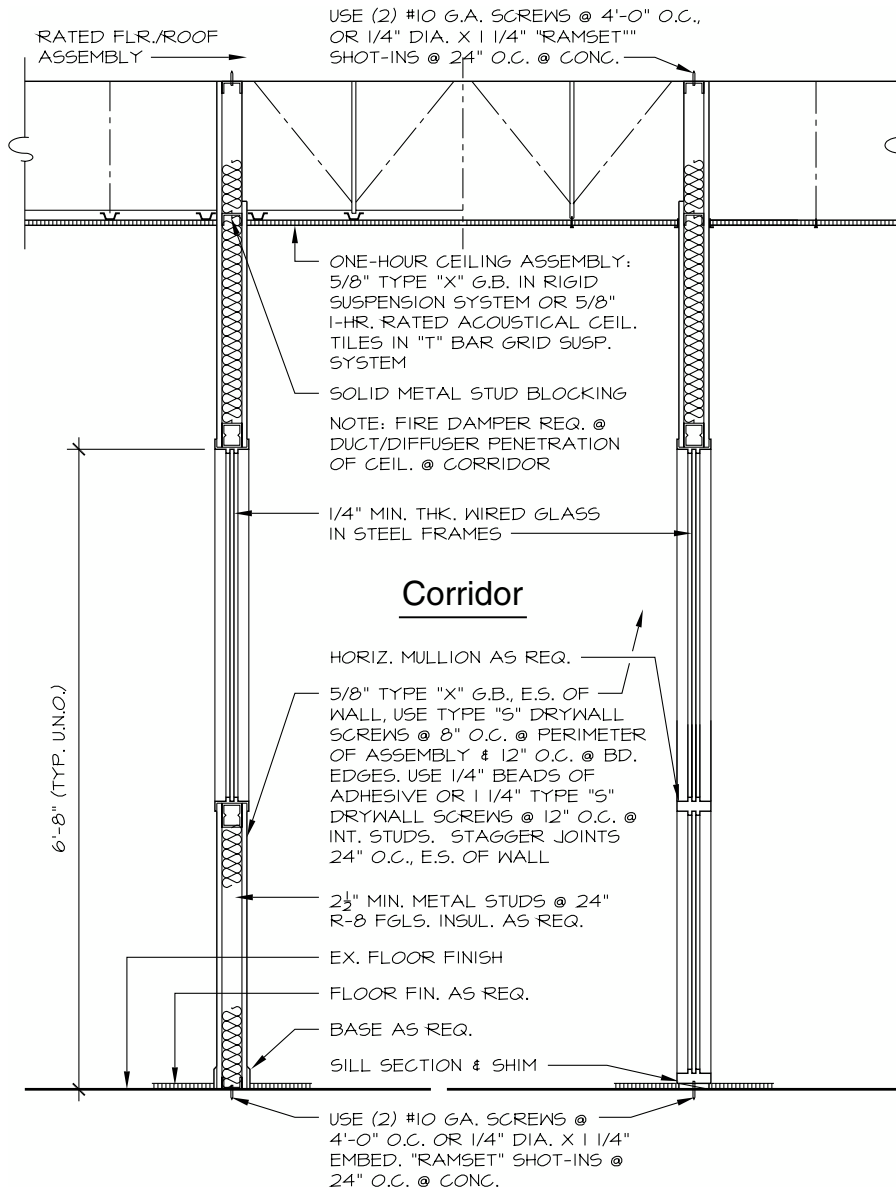 USE (2) #10 G.A. SCREWS @ 4'-0" O.C.,
OR 1/4" DIA. X 1 1/4" "RAMSET""
SHOT-INS @ 24" O.C. @ CONC.
RATED FLR./ROOF
ASSEMBLY
ONE-HOUR CEILING ASSEMBLY:
5/8" TYPE "X" G.B. IN RIGID
SUSPENSION SYSTEM OR 5/8"
1-HR. RATED ACOUSTICAL CEIL.
TILES IN "T" BAR GRID SUSP.
SYSTEM
SOLID METAL STUD BLOCKING
NOTE: FIRE DAMPER REQ. @
DUCT/DIFFUSER PENETRATION
OF CEIL. @ CORRIDOR
1/4" MIN. THK. WIRED GLASS
IN STEEL FRAMES
Corridor
HORIZ. MULLION AS REQ.
5/8" TYPE "X" G.B., E.S. OF
WALL, USE TYPE "S" DRYWALL
SCREWS @ 8" O.C. @ PERIMETER
OF ASSEMBLY & 12" O.C. @ BD.
EDGES. USE 1/4" BEADS OF
ADHESIVE OR 1 1/4" TYPE "S"
DRYWALL SCREWS @ 12" O.C. @
INT. STUDS. STAGGER JOINTS
24" O.C., E.S. OF WALL
6'-8" (TYP. U.N.O.)
2½" MIN. METAL STUDS @ 24"
R-8 FGLS. INSUL. AS REQ.
EX. FLOOR FINISH
FLOOR FIN. AS REQ.
BASE AS REQ.
SILL SECTION & SHIM
USE (2) #10 GA. SCREWS @
4'-0" O.C. OR 1/4" DIA. X 1 1/4"
EMBED. "RAMSET" SHOT-INS @
24" O.C. @ CONC.